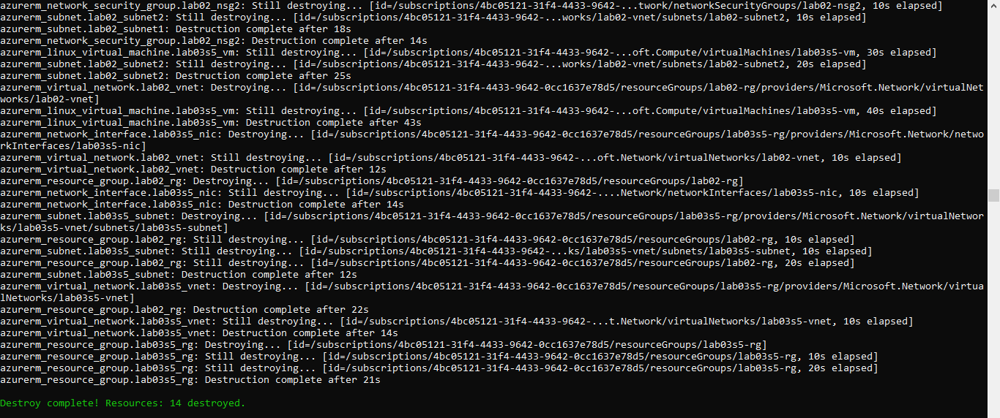 azurerm_network_security_group.lab02_nsg2: Still destroying... [id=/subscriptions/4bc05121-31f4-4433-9642-...twork/networkSecurityGroups/lab02-nsg2, 10s elapsed]
azurerm_subnet.lab02_subnet2: Still destroying... [id=/subscriptions/4bc05121-31f4-4433-9642-...works/lab02-vnet/subnets/lab02-subnet2, 10s elapsed]
azurerm_subnet.lab02_subnet1: Destruction complete after 18s
azurerm_network_security_group.lab02_nsg2: Destruction complete after 14s
azurerm_linux_virtual_machine.lab03s5_vm: Still destroying... [id=/subscriptions/4bc05121-31f4-4433-9642-...oft.Compute/virtualMachines/lab03s5-vm, 30s elapsed]
azurerm_subnet.lab02_subnet2: Still destroying... [id=/subscriptions/4bc05121-31f4-4433-9642-...works/lab02-vnet/subnets/lab02-subnet2, 20s elapsed]
azurerm_subnet.lab02_subnet2: Destruction complete after 25s
azurerm_virtual_network.lab02_vnet: Destroying... [id=/subscriptions/4bc05121-31f4-4433-9642-0cc1637e78d5/resourceGroups/lab02-rg/providers/Microsoft.Network/virtualNet
works/lab02-vnet]
azurerm_linux_virtual_machine.lab03s5_vm: Still destroying... [id=/subscriptions/4bc05121-31f4-4433-9642-...oft.Compute/virtualMachines/lab03s5-vm, 40s elapsed]
azurerm_linux_virtual_machine.lab03s5_vm: Destruction complete after 43s
azurerm_network_interface.lab03s5_nic: Destroying... [id=/subscriptions/4bc05121-31f4-4433-9642-0cc1637e78d5/resourceGroups/lab03s5-rg/providers/Microsoft.Network/netwo
rkInterfaces/lab03s5-nic]
azurerm_virtual_network.lab02_vnet: Still destroying... [id=/subscriptions/4bc05121-31f4-4433-9642-...oft.Network/virtualNetworks/lab02-vnet, 10s elapsed]
azurerm_virtual_network.lab02_vnet: Destruction complete after 12s
azurerm_resource_group.lab02_rg: Destroying... [id=/subscriptions/4bc05121-31f4-4433-9642-0cc1637e78d5/resourceGroups/lab02-rg]
azurerm_network_interface.lab03s5_nic: Still destroying... [id=/subscriptions/4bc05121-31f4-4433-9642-....Network/networkInterfaces/lab03s5-nic, 10s elapsed]
azurerm_network_interface.lab03s5_nic: Destruction complete after 14s
azurerm_subnet.lab03s5_subnet: Destroying... [id=/subscriptions/4bc05121-31f4-4433-9642-0cc1637e78d5/resourceGroups/lab03s5-rg/providers/Microsoft.Network/virtualNetwor
ks/lab03s5-vnet/subnets/lab03s5-subnet]
azurerm_resource_group.lab02_rg: Still destroying... [id=/subscriptions/4bc05121-31f4-4433-9642-0cc1637e78d5/resourceGroups/lab02-rg, 10s elapsed]
azurerm_subnet.lab03s5_subnet: Still destroying... [id=/subscriptions/4bc05121-31f4-4433-9642-...ks/lab03s5-vnet/subnets/lab03s5-subnet, 10s elapsed]
azurerm_resource_group.lab02_rg: Still destroying... [id=/subscriptions/4bc05121-31f4-4433-9642-0cc1637e78d5/resourceGroups/lab02-rg, 20s elapsed]
azurerm_subnet.lab03s5_subnet: Destruction complete after 12s
azurerm_virtual_network.lab03s5_vnet: Destroying... [id=/subscriptions/4bc05121-31f4-4433-9642-0cc1637e78d5/resourceGroups/lab03s5-rg/providers/Microsoft.Network/virtua
lNetworks/lab03s5-vnet]
azurerm_resource_group.lab02_rg: Destruction complete after 22s
azurerm_virtual_network.lab03s5_vnet: Still destroying... [id=/subscriptions/4bc05121-31f4-4433-9642-...t.Network/virtualNetworks/lab03s5-vnet, 10s elapsed]
azurerm_virtual_network.lab03s5_vnet: Destruction complete after 14s
azurerm_resource_group.lab03s5_rg: Destroying... [id=/subscriptions/4bc05121-31f4-4433-9642-0cc1637e78d5/resourceGroups/lab03s5-rg]
azurerm_resource_group.lab03s5_rg: Still destroying... [id=/subscriptions/4bc05121-31f4-4433-9642-0cc1637e78d5/resourceGroups/lab03s5-rg, 10s elapsed]
azurerm_resource_group.lab03s5_rg: Still destroying... [id=/subscriptions/4bc05121-31f4-4433-9642-0cc1637e78d5/resourceGroups/lab03s5-rg, 20s elapsed]
azurerm_resource_group.lab03s5_rg: Destruction complete after 21s
Destroy complete! Resources: 14 destroyed.